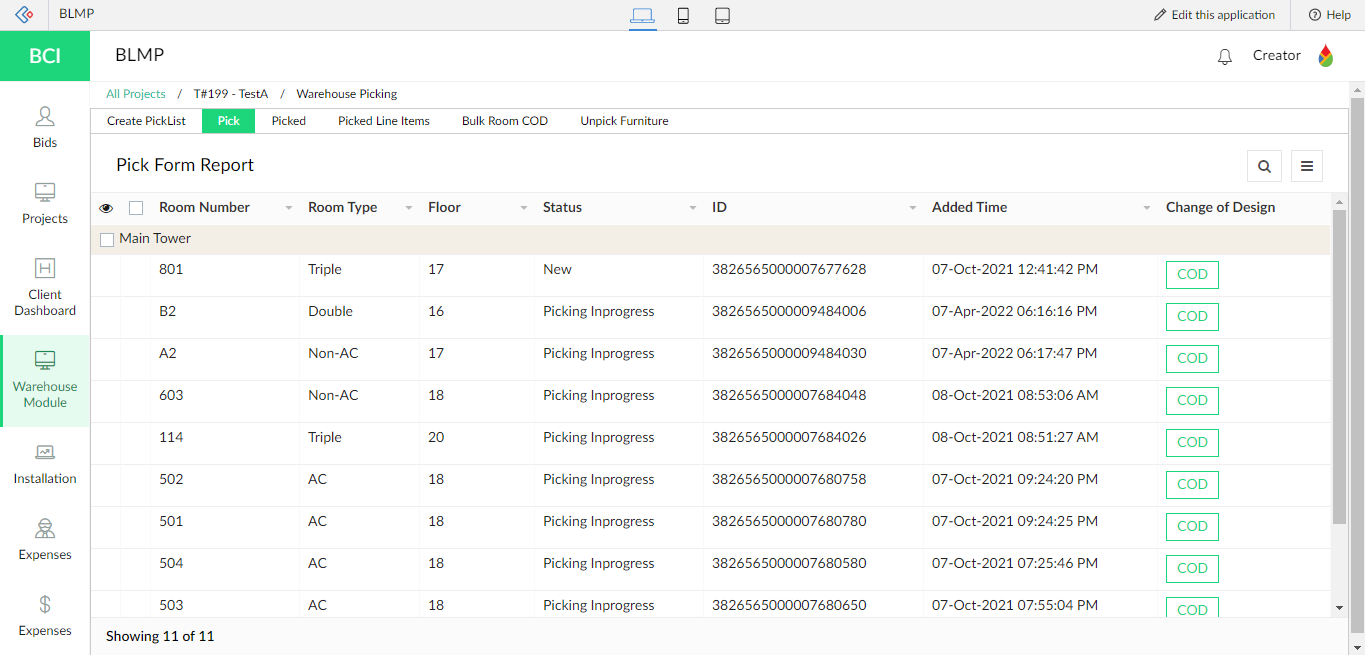 BLMP
Edit this application
Help
BCI
BLMP
Creator
All Projects / T#199 - TestA / Warehouse Picking
Create PickList Pick Picked Picked Line Items Bulk Room COD Unpick Furniture
Bids
Projects
Client
Dashboard
Warehouse
Module
Installation
Expenses
$
Expenses
Pick Form Report
Room Number Room Type Floor Status ID Added Time Change of Design
Main Tower
801 Triple 17 New 3826565000007677628 07-Oct-2021 12:41:42 PM COD
B2 Double 16 Picking Inprogress 3826565000009484006 07-Apr-2022 06:16:16 PM COD
A2 Non-AC 17 Picking Inprogress 3826565000009484030 07-Apr-2022 06:17:47 PM COD
603 Non-AC 18 Picking Inprogress 3826565000007684048 08-Oct-2021 08:53:06 AM COD
114 Triple 20 Picking Inprogress 3826565000007684026 08-Oct-2021 08:51:27 AM COD
502 AC 18 Picking Inprogress 3826565000007680758 07-Oct-2021 09:24:20 PM COD
501 AC 18 Picking Inprogress 3826565000007680780 07-Oct-2021 09:24:25 PM COD
504 AC 18 Picking Inprogress 3826565000007680580 07-Oct-2021 07:25:46 PM COD
503 AC 18 Picking Inprogress 3826565000007680650 07-Oct-2021 07:55:04 PM COD
Showing 11 of 11